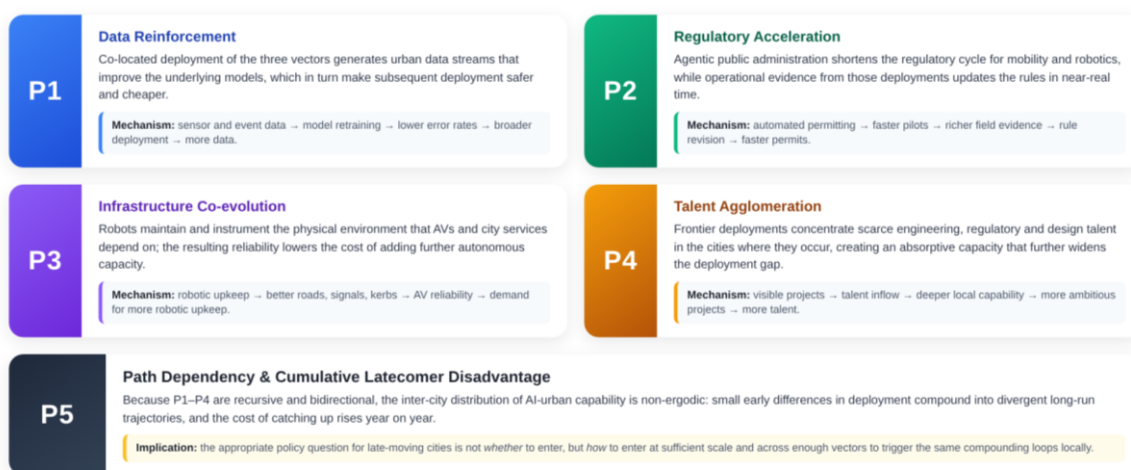 P1
Data Reinforcement
Co-located deployment of the three vectors generates urban data streams that
improve the underlying models, which in turn make subsequent deployment safer
and cheaper.
Mechanism: sensor and event data → model retraining → lower error rates → broader
deployment → more data.
P2
Regulatory Acceleration
Agentic public administration shortens the regulatory cycle for mobility and robotics,
while operational evidence from those deployments updates the rules in near-real
time.
Mechanism: automated permitting → faster pilots → richer field evidence → rule
revision → faster permits.
P3
Infrastructure Co-evolution
Robots maintain and instrument the physical environment that AVs and city services
depend on; the resulting reliability lowers the cost of adding further autonomous
capacity.
Mechanism: robotic upkeep → better roads, signals, kerbs → AV reliability → demand
for more robotic upkeep.
P4
Talent Agglomeration
Frontier deployments concentrate scarce engineering, regulatory and design talent
in the cities where they occur, creating an absorptive capacity that further widens
the deployment gap.
Mechanism: visible projects → talent inflow → deeper local capability → more ambitious
projects → more talent.
P5
Path Dependency & Cumulative Latecomer Disadvantage
Because P1–P4 are recursive and bidirectional, the inter-city distribution of AI-urban capability is non-ergodic: small early differences in deployment compound into divergent long-run
trajectories, and the cost of catching up rises year on year.
Implication: the appropriate policy question for late-moving cities is not whether to enter, but how to enter at sufficient scale and across enough vectors to trigger the same compounding loops locally.